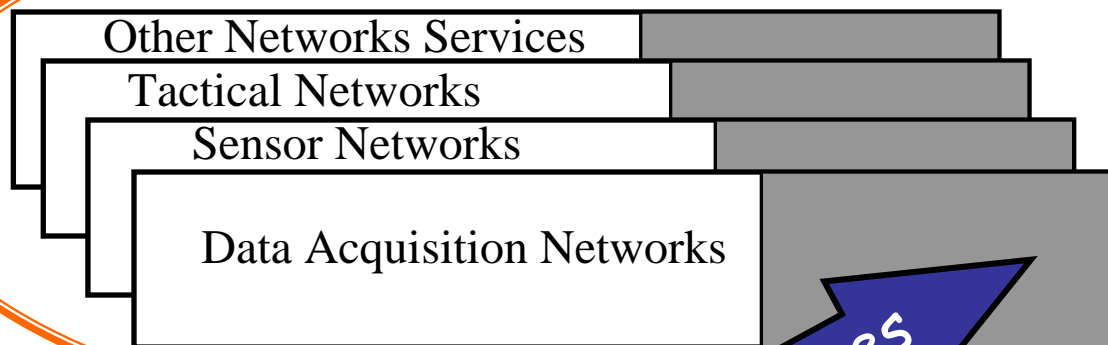 Other Networks Services
Tactical Networks
Sensor Networks
Data Acquisition Networks